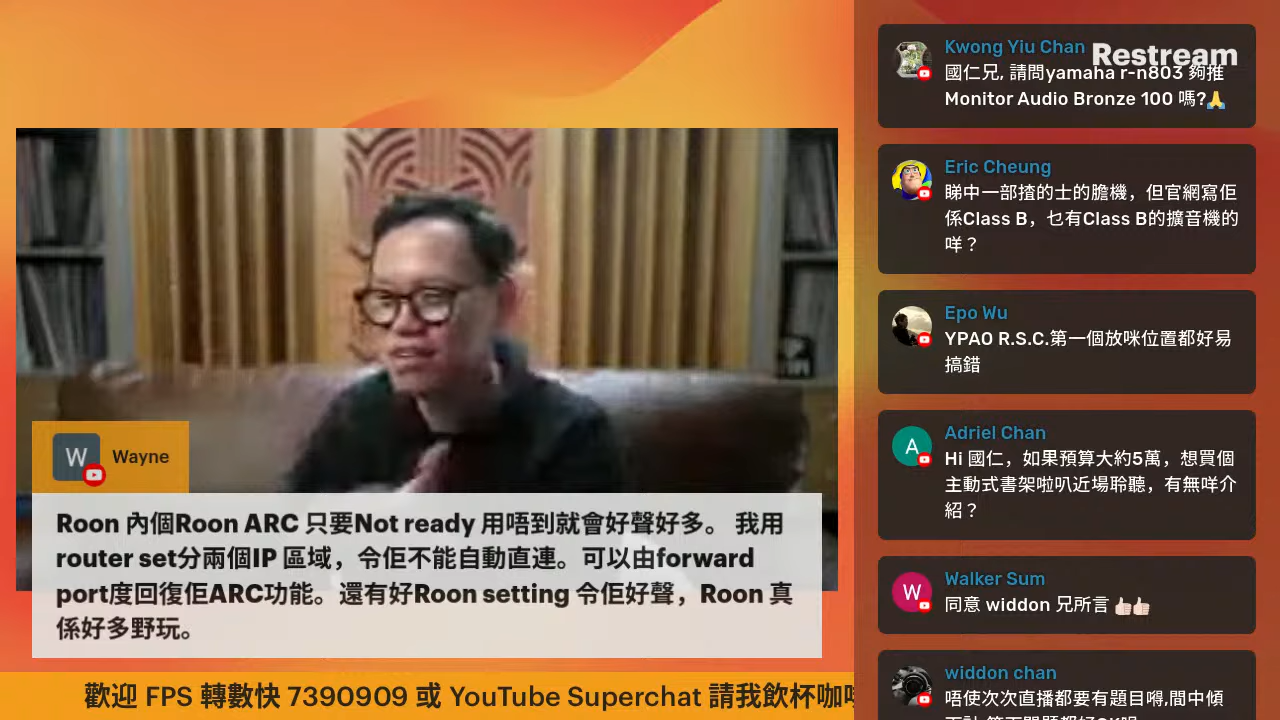 Restream
Kwong Yiu Chan
國仁兄, 請問yamaha r-n803 夠推
Monitor Audio Bronze 100 嗎?🙏
Eric Cheung
睇中一部揸的士的膽機，但官網寫佢
係Class B，乜有Class B的擴音機的
咩？
Epo Wu
YPAO R.S.C.第一個放咪位置都好易
搞錯
A
Adriel Chan
Hi 國仁，如果預算大約5萬，想買個
主動式書架啦叭近場聆聽，有無咩介
紹？
W
Walker Sum
同意 widdon 兄所言 👍🏻👍🏻
widdon chan
唔使次次直播都要有題目嘚,間中傾
W
Wayne
Roon 內個Roon ARC 只要Not ready 用唔到就會好聲好多。 我用
router set分兩個IP 區域，令佢不能自動直連。可以由forward
port度回復佢ARC功能。還有好Roon setting 令佢好聲，Roon 真
係好多野玩。
歡迎 FPS 轉數快 7390909 或 YouTube Superchat 請我飲杯咖